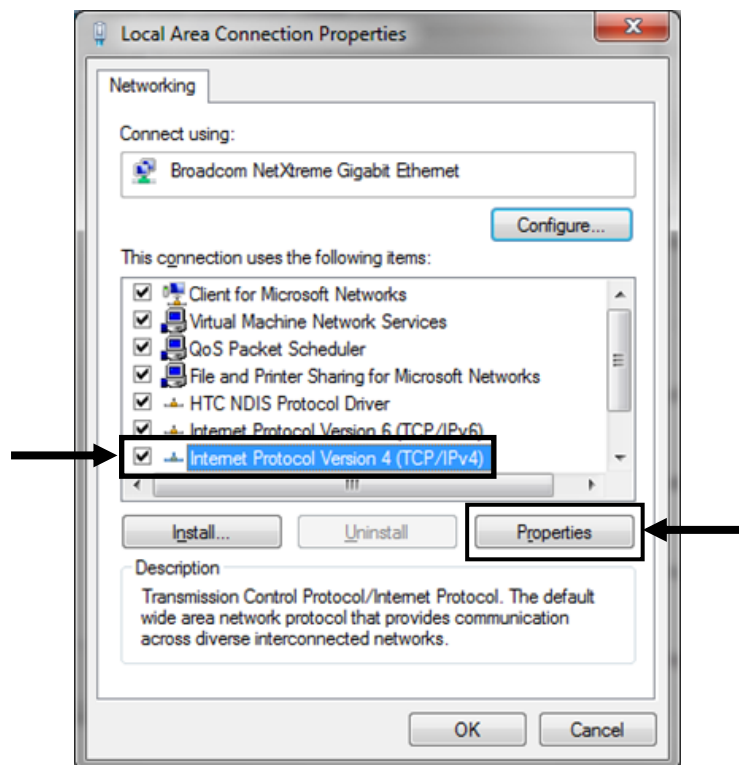 Local Area Connection Properties
Networking
Connect using:
Broadcom NetXtreme Gigabit Ethernet
Configure...
This connection uses the following items:
Client for Microsoft Networks
Virtual Machine Network Services
QoS Packet Scheduler
File and Printer Sharing for Microsoft Networks
HTC NDIS Protocol Driver
Internet Protocol Version 6 (TCP/IPv6)
Internet Protocol Version 4 (TCP/IPv4)
Install... Uninstall Properties
Description
Transmission Control Protocol/Internet Protocol. The default
wide area network protocol that provides communication
across diverse interconnected networks.
OK Cancel